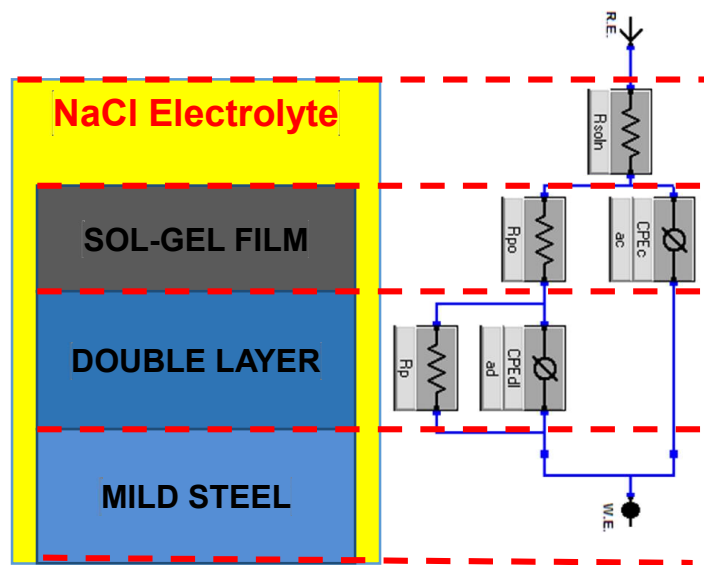 R.E.
NaCl Electrolyte
Rsoln
SOL-GEL FILM
Rpo
CPEc
ac
DOUBLE LAYER
Rp
CPEdl
ad
MILD STEEL
W.E.